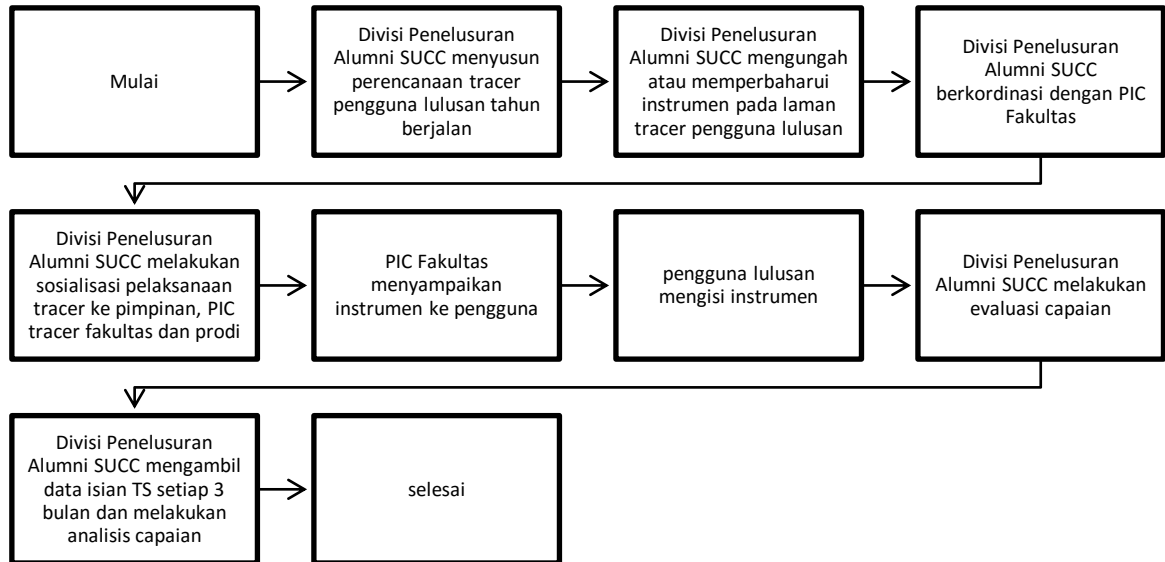 Mulai
Divisi Penelusuran
Alumni SUCC menyusun
perencanaan tracer
pengguna lulusan tahun
berjalan
Divisi Penelusuran
Alumni SUCC mengungah
atau memperbaharui
instrumen pada laman
tracer pengguna lulusan
Divisi Penelusuran
Alumni SUCC
berkordinasi dengan PIC
Fakultas
Divisi Penelusuran
Alumni SUCC melakukan
sosialisasi pelaksanaan
tracer ke pimpinan, PIC
tracer fakultas dan prodi
PIC Fakultas
menyampaikan
instrumen ke pengguna
pengguna lulusan
mengisi instrumen
Divisi Penelusuran
Alumni SUCC melakukan
evaluasi capaian
Divisi Penelusuran
Alumni SUCC mengambil
data isian TS setiap 3
bulan dan melakukan
analisis capaian
selesai